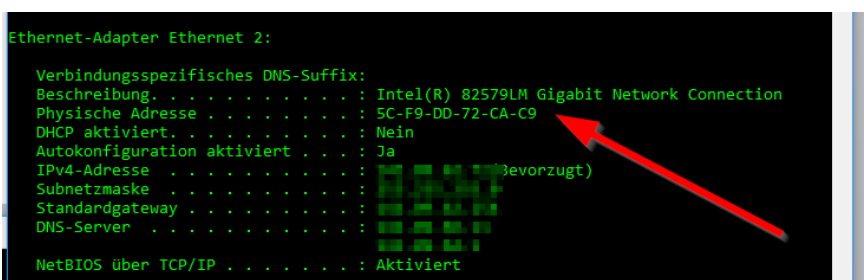 Ethernet-Adapter Ethernet 2:
Verbindungsspezifisches DNS-Suffix:
Beschreibung. . . . . . . . . . . : Intel(R) 82579LM Gigabit Network Connection
Physische Adresse . . . . . . . . : 5C-F9-DD-72-CA-C9
DHCP aktiviert. . . . . . . . . . : Nein
Autokonfiguration aktiviert . . . : Ja
IPv4-Adresse  . . . . . . . . . . : (Bevorzugt)
Subnetzmaske  . . . . . . . . . . :
Standardgateway . . . . . . . . . :
DNS-Server  . . . . . . . . . . . :
NetBIOS über TCP/IP . . . . . . . : Aktiviert